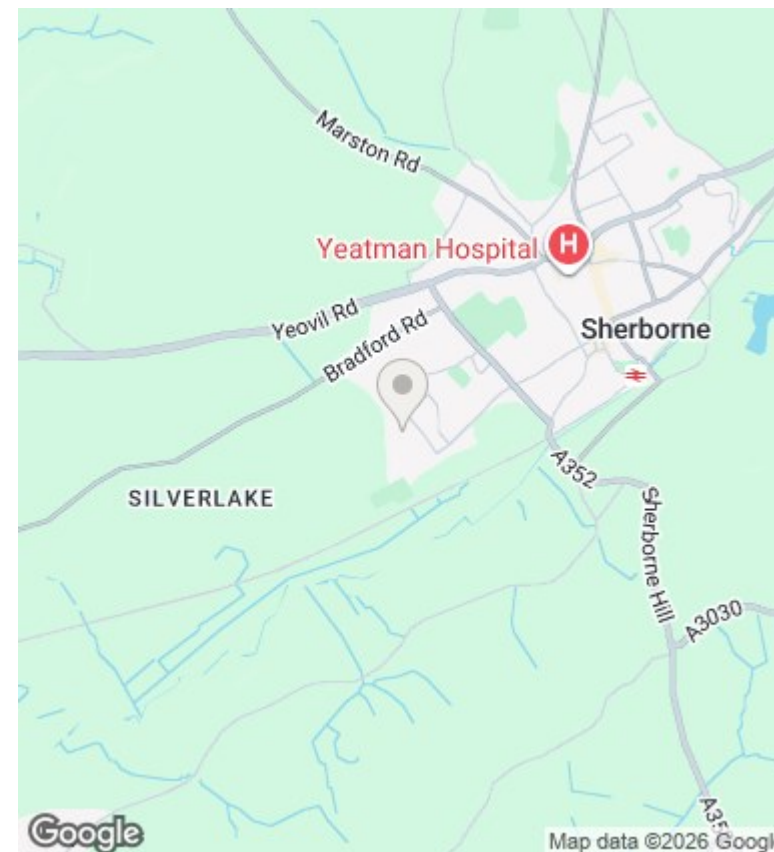 Marston Rd
Yeatman Hospital
H
Yeovil Rd
Bradford Rd
Sherborne
SILVERLAKE
A352
Sherborne Hill
A3030
Google
Map data ©2026 Googl